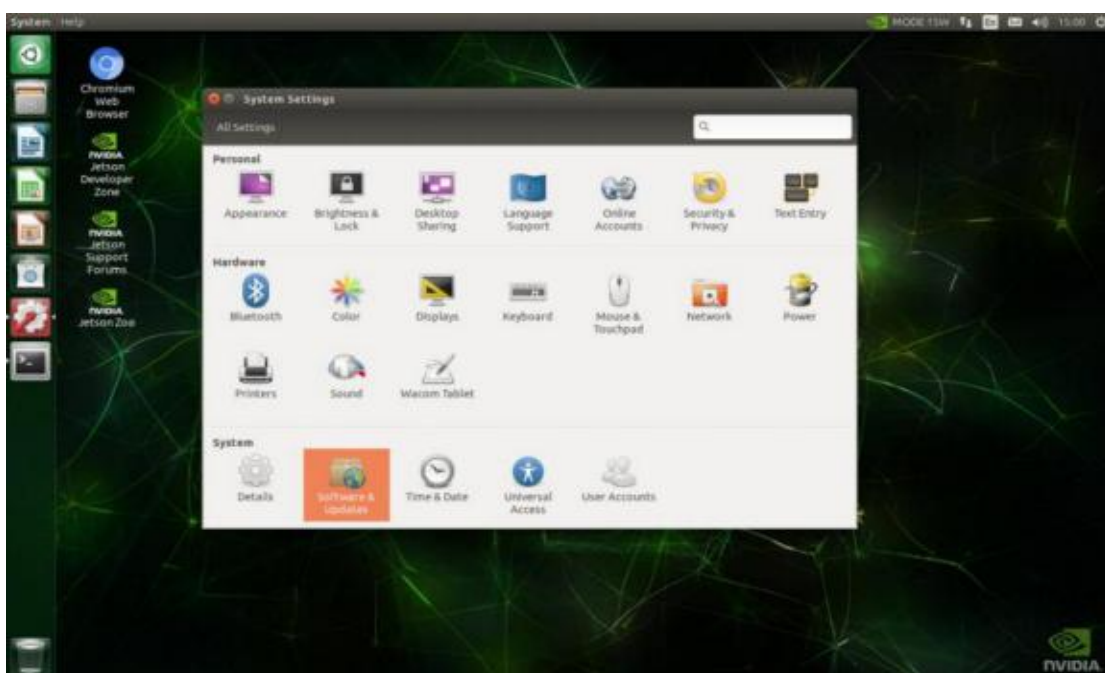 System Help
MODE 15W
En
15:00
Chromium
Web
Browser
NVIDIA
Jetson
Developer
Zone
NVIDIA
Jetson
Support
Forums
NVIDIA
Jetson Zoo
System Settings
All Settings
Personal
Appearance
Brightness &
Lock
Desktop
Sharing
Language
Support
Online
Accounts
Security &
Privacy
Text Entry
Hardware
Bluetooth
Color
Displays
Keyboard
Mouse &
Touchpad
Network
Power
Printers
Sound
Wacom Tablet
System
Details
Software &
Updates
Time & Date
Universal
Access
User Accounts
NVIDIA